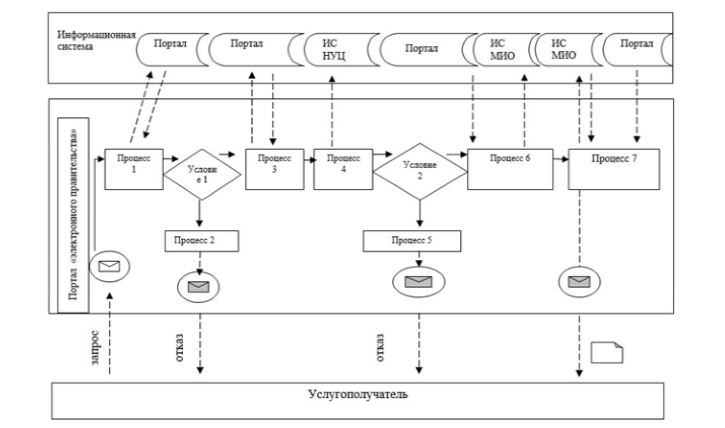 Информационная
система
Портал
Портал
ИС
НУЦ
Портал
ИС
МИО
ИС
МИО
Портал
Портал «электронного правительства»
Процесс
1
Услови
е 1
Процесс
3
Процесс
4
Условие
2
Процесс 6
Процесс 7
Процесс 2
Процесс 5
запрос
отказ
отказ
Услугополучатель